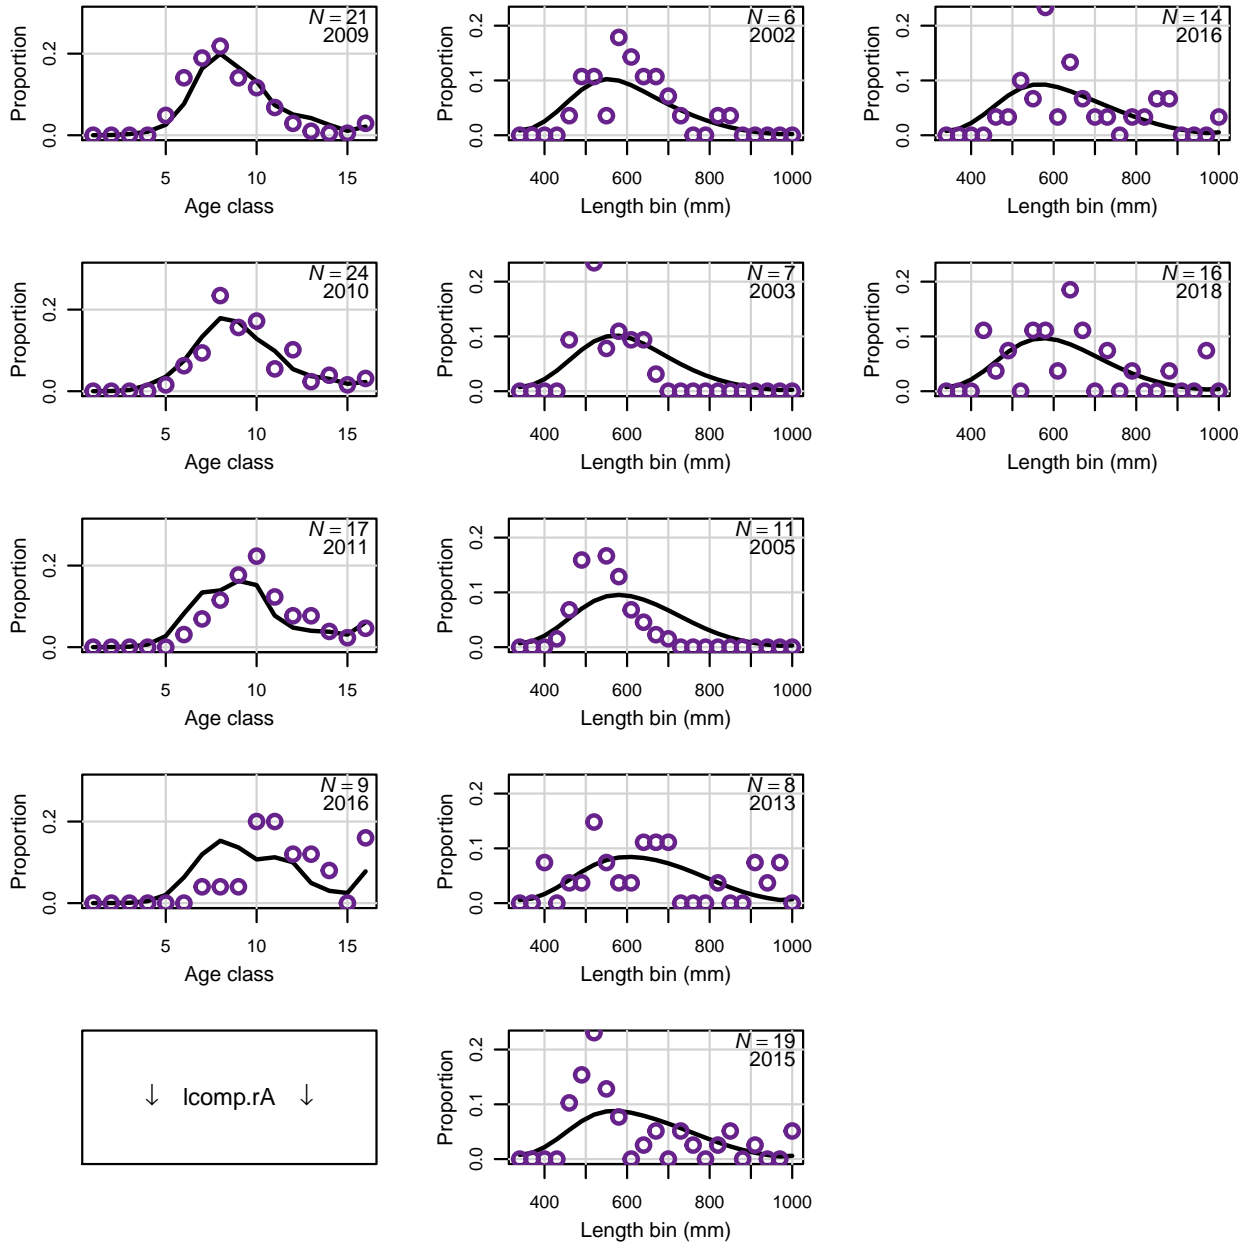 N = 21
2009
Proportion
0.0
0.2
5
10
15
Age class
N = 24
2010
Proportion
0.0
0.2
5
10
15
Age class
N = 17
2011
Proportion
0.0
0.2
5
10
15
Age class
N = 9
2016
Proportion
0.0
0.2
5
10
15
Age class
↓ lcomp.rA ↓
N = 6
2002
Proportion
0.0
0.1
0.2
400
600
800
1000
Length bin (mm)
N = 7
2003
Proportion
0.0
0.1
0.2
400
600
800
1000
Length bin (mm)
N = 11
2005
Proportion
0.0
0.1
0.2
400
600
800
1000
Length bin (mm)
N = 8
2013
Proportion
0.0
0.1
0.2
400
600
800
1000
Length bin (mm)
N = 19
2015
Proportion
0.0
0.1
0.2
400
600
800
1000
Length bin (mm)
N = 14
2016
Proportion
0.0
0.1
0.2
400
600
800
1000
Length bin (mm)
N = 16
2018
Proportion
0.0
0.1
0.2
400
600
800
1000
Length bin (mm)